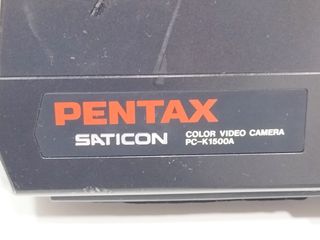 PENTAX
SATICON COLOR VIDEO CAMERA
PC-K1500A